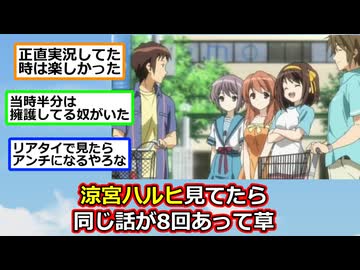 正直実況してた
時は楽しかった
当時半分は
擁護してる奴がいた
リアタイで見たら
アンチになるやろな
涼宮ハルヒ見てたら
同じ話が8回あって草